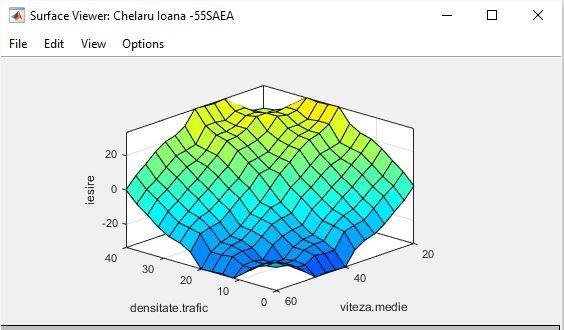 Surface Viewer: Chelaru Ioana -55SAEA
File Edit View Options
20
0
-20
iesire
40
30
20
10
0
60
40
20
densitate.trafic
viteza.medie